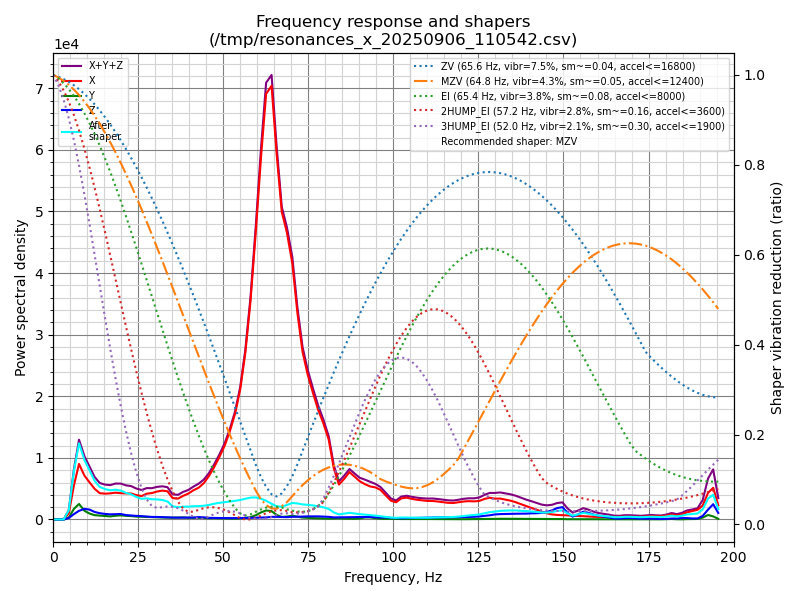 Frequency response and shapers
(/tmp/resonances_x_20250906_110542.csv)
1e4
X+Y+Z
X
Y
Z
After
shaper
ZV (65.6 Hz, vibr=7.5%, sm~=0.04, accel<=16800)
MZV (64.8 Hz, vibr=4.3%, sm~=0.05, accel<=12400)
EI (65.4 Hz, vibr=3.8%, sm~=0.08, accel<=8000)
2HUMP_EI (57.2 Hz, vibr=2.8%, sm~=0.16, accel<=3600)
3HUMP_EI (52.0 Hz, vibr=2.1%, sm~=0.30, accel<=1900)
Recommended shaper: MZV
Power spectral density
7
6
5
4
3
2
1
0
1.0
0.8
0.6
0.4
0.2
0.0
Shaper vibration reduction (ratio)
0 25 50 75 100 125 150 175 200
Frequency, Hz